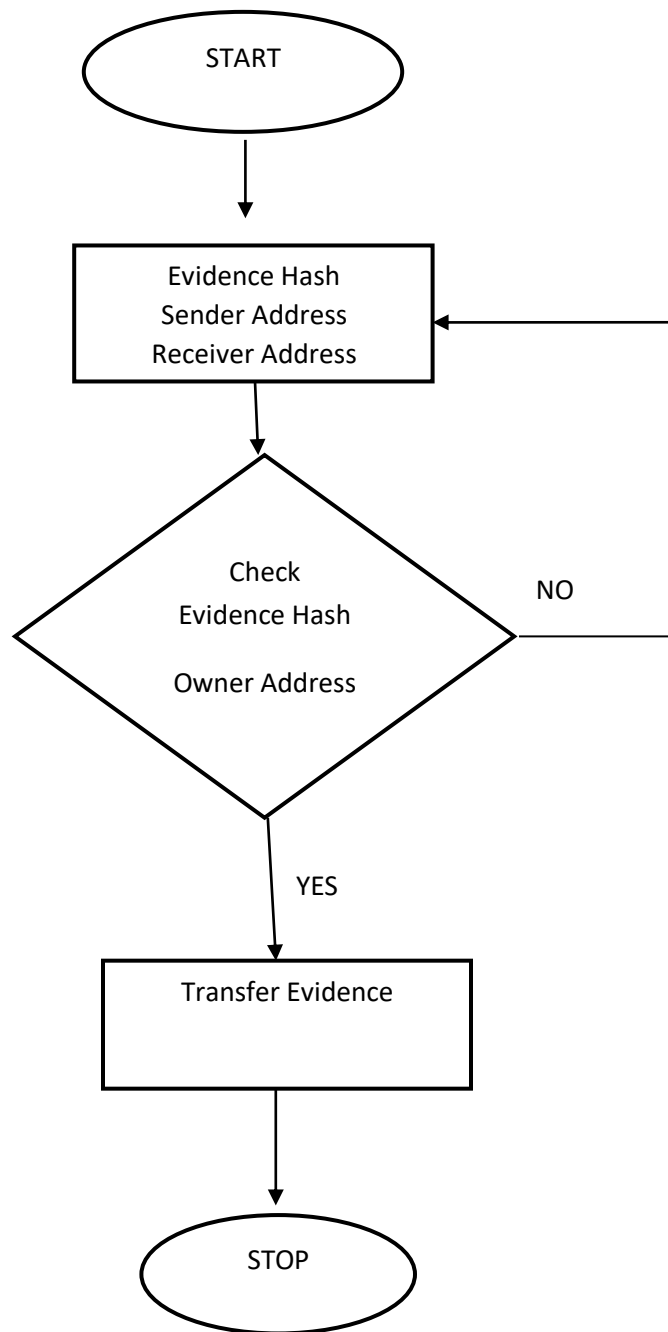 START
Evidence Hash
Sender Address
Receiver Address
Check
Evidence Hash
Owner Address
NO
YES
Transfer Evidence
STOP